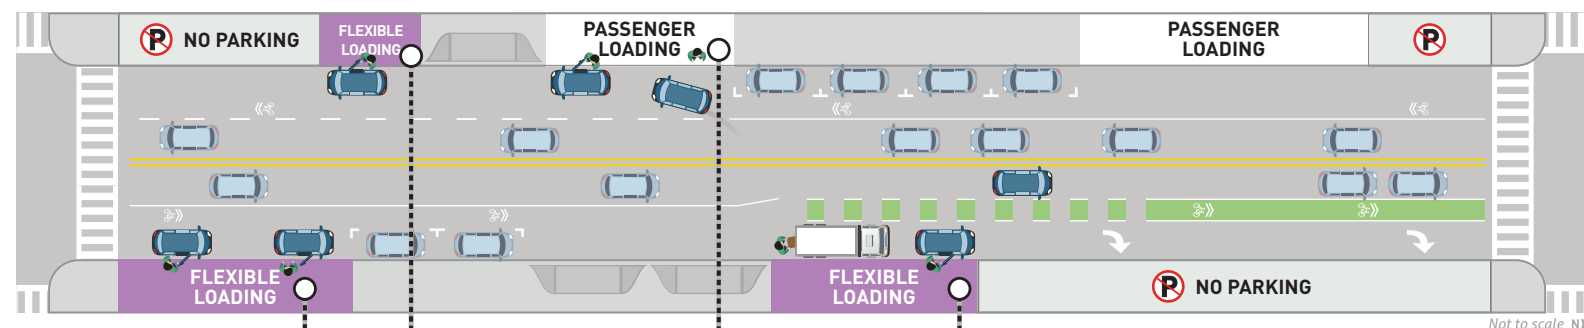 NO PARKING
FLEXIBLE
LOADING
PASSENGER
LOADING
PASSENGER
LOADING
P
P
FLEXIBLE
LOADING
FLEXIBLE
LOADING
P
NO PARKING
Not to scale